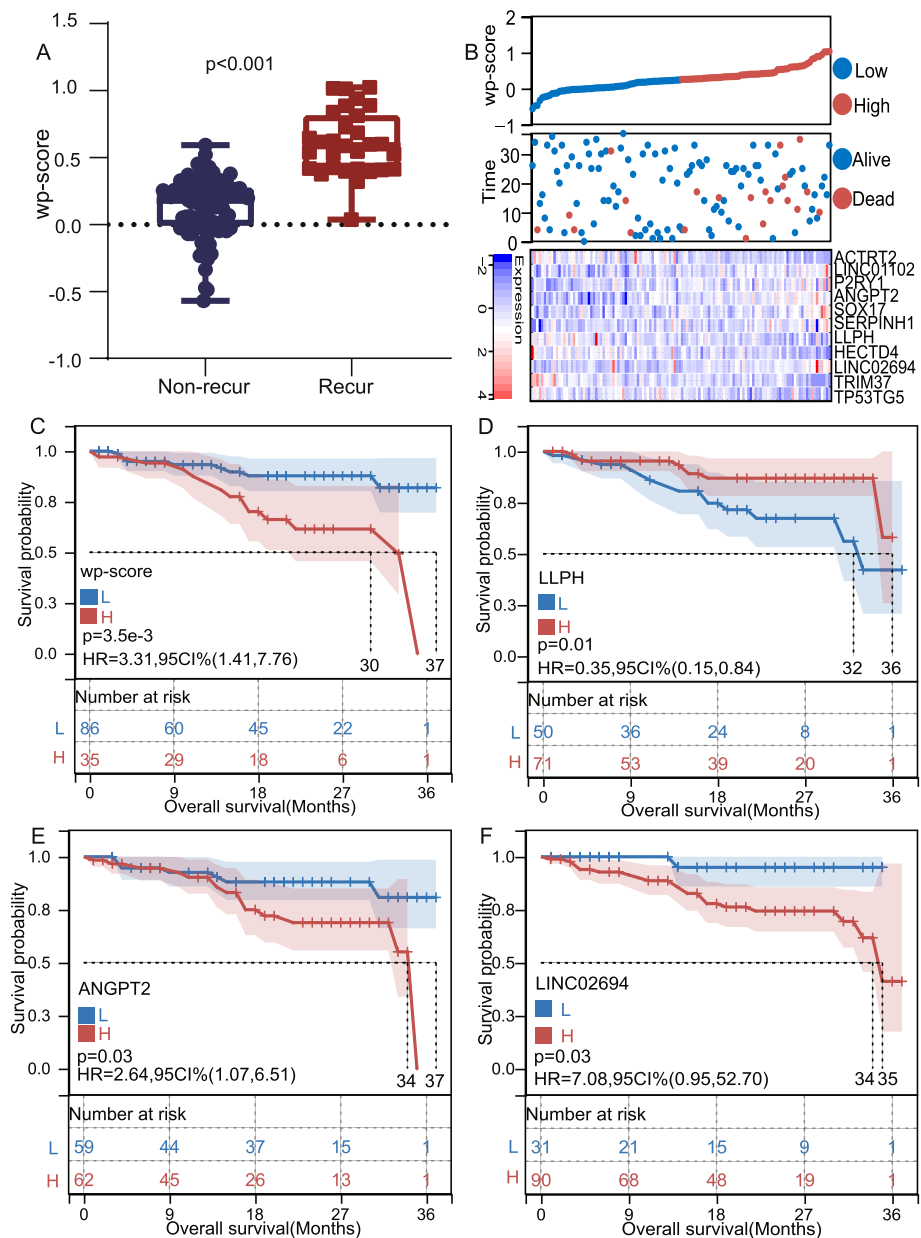 A
1.5
1.0
0.5
0.0
-0.5
-1.0
wp-score
p<0.001
Non-recur
Recur
B
2
1
0
−1
wp-score
Low
High
30
20
10
0
Time
Alive
Dead
Expression
-2
0
2
4
ACTRT2
LINC01102
P2RY1
ANGPT2
SOX17
SERPINH1
LLPH
HECTD4
LINC02694
TRIM37
TP53TG5
C
1.0
0.8
0.5
0.3
0.0
Survival probability
wp-score
L
H
p=3.5e-3
HR=3.31,95CI%(1.41,7.76)
30
37
Number at risk
L 86 60 45 22 1
H 35 29 18 6 1
0 9 18 27 36
Overall survival(Months)
D
1.0
0.8
0.5
0.3
0.0
Survival probability
LLPH
L
H
p=0.01
HR=0.35,95CI%(0.15,0.84)
32
36
Number at risk
L 50 36 24 8 1
H 71 53 39 20 1
0 9 18 27 36
Overall survival(Months)
E
1.0
0.8
0.5
0.3
0.0
Survival probability
ANGPT2
L
H
p=0.03
HR=2.64,95CI%(1.07,6.51)
34
37
Number at risk
L 59 44 37 15 1
H 62 45 26 13 1
0 9 18 27 36
Overall survival(Months)
F
1.0
0.8
0.5
0.3
0.0
Survival probability
LINC02694
L
H
p=0.03
HR=7.08,95CI%(0.95,52.70)
34
35
Number at risk
L 31 21 15 9 1
H 90 68 48 19 1
0 9 18 27 36
Overall survival(Months)